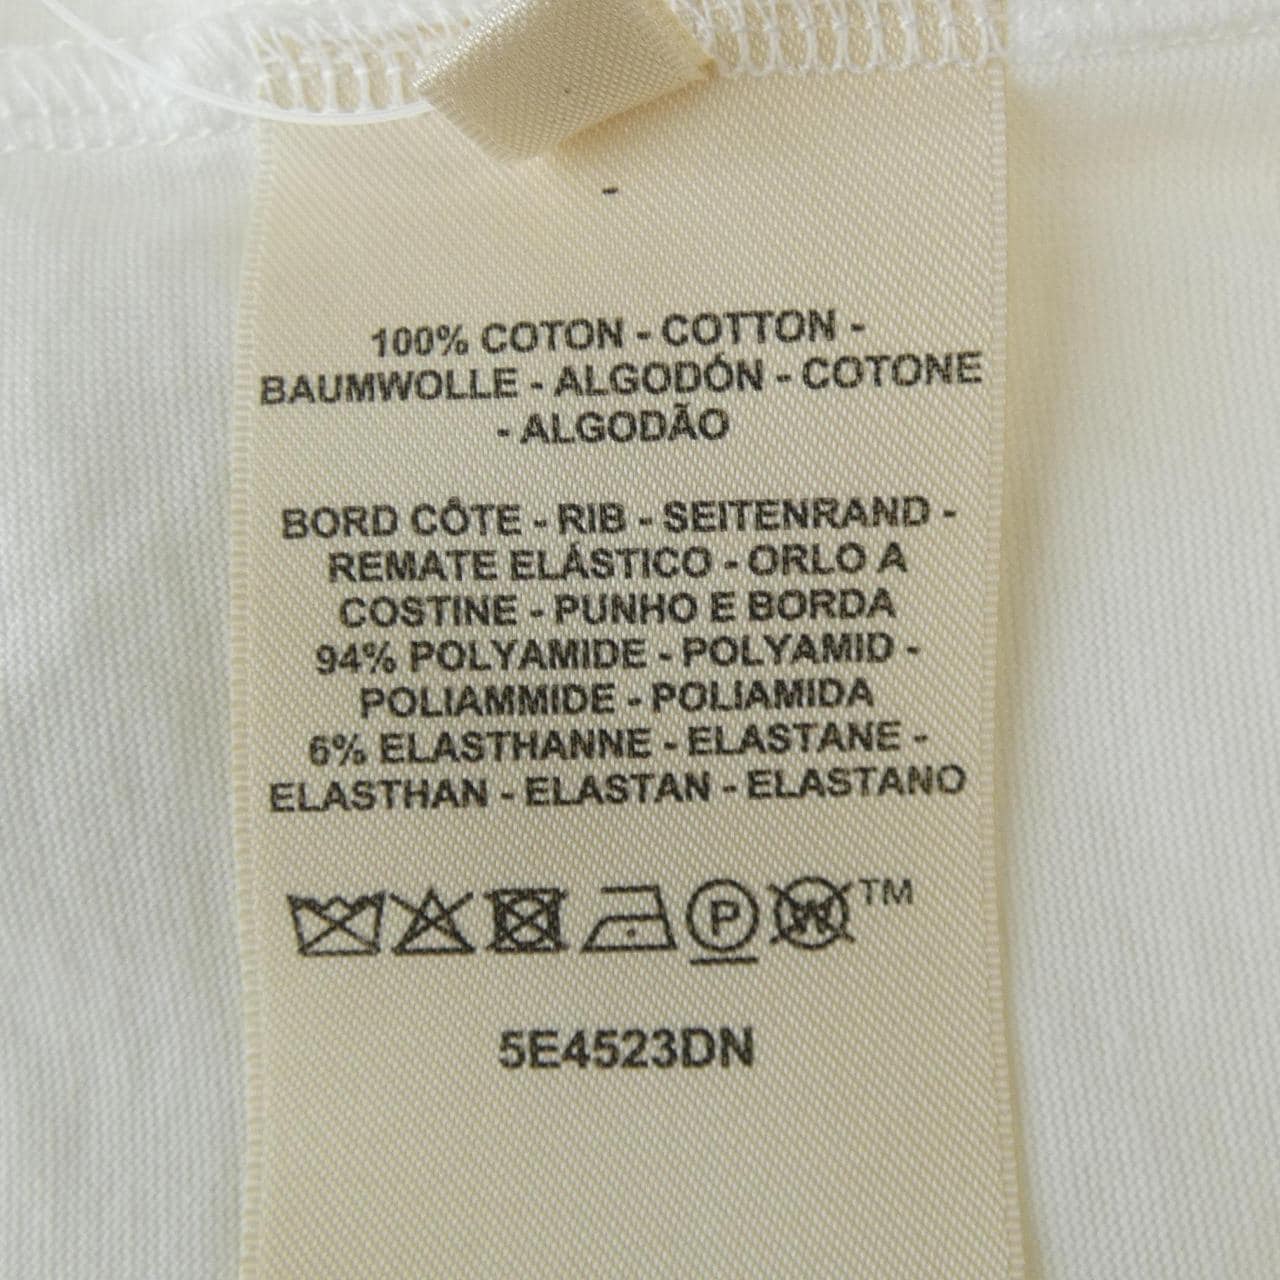 -
100% COTON - COTTON -
BAUMWOLLE - ALGODÓN - COTONE
- ALGODÃO
BORD CÔTE - RIB - SEITENRAND -
REMATE ELÁSTICO - ORLO A
COSTINE - PUNHO E BORDA
94% POLYAMIDE - POLYAMID -
POLIAMMIDE - POLIAMIDA
6% ELASTHANNE - ELASTANE -
ELASTHAN - ELASTAN - ELASTANO
P W TM
5E4523DN